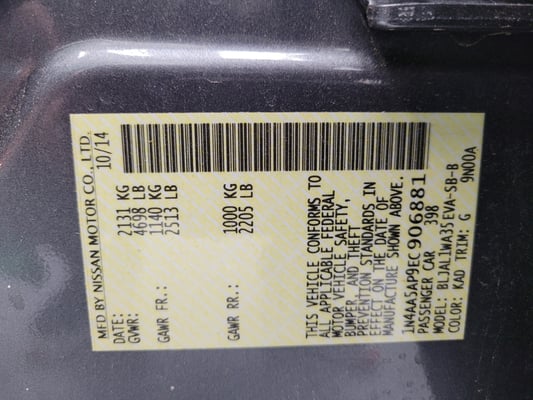 MFD BY NISSAN MOTOR CO., LTD.
DATE: 10/14
GVWR: 2131 KG
4698 LB
GAWR FR: 1140 KG
2513 LB
GAWR RR: 1000 KG
2205 LB
THIS VEHICLE CONFORMS TO
ALL APPLICABLE FEDERAL
MOTOR VEHICLE SAFETY,
BUMPER, AND THEFT
PREVENTION STANDARDS IN
EFFECT ON THE DATE OF
MANUFACTURE SHOWN ABOVE.
1N4AA5AP9EC906881
PASSENGER CAR 398
MODEL: BLJALIWA35EVA-SB-B
COLOR: KAD TRIM: G 9N00A